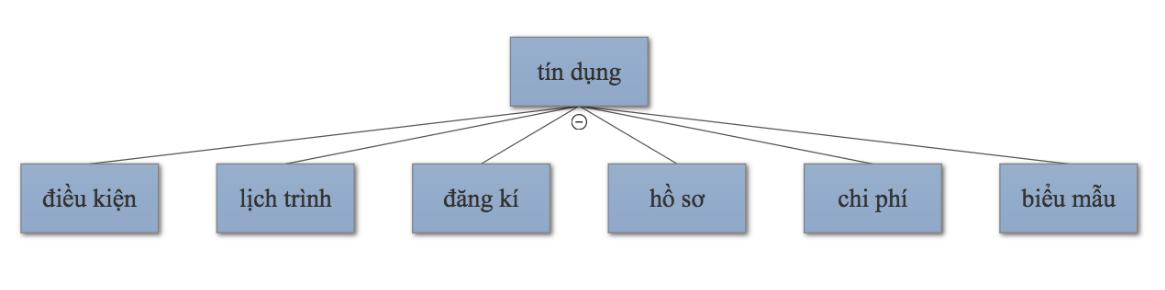 tín dụng
điều kiện
lịch trình
đăng kí
hồ sơ
chi phí
biểu mẫu